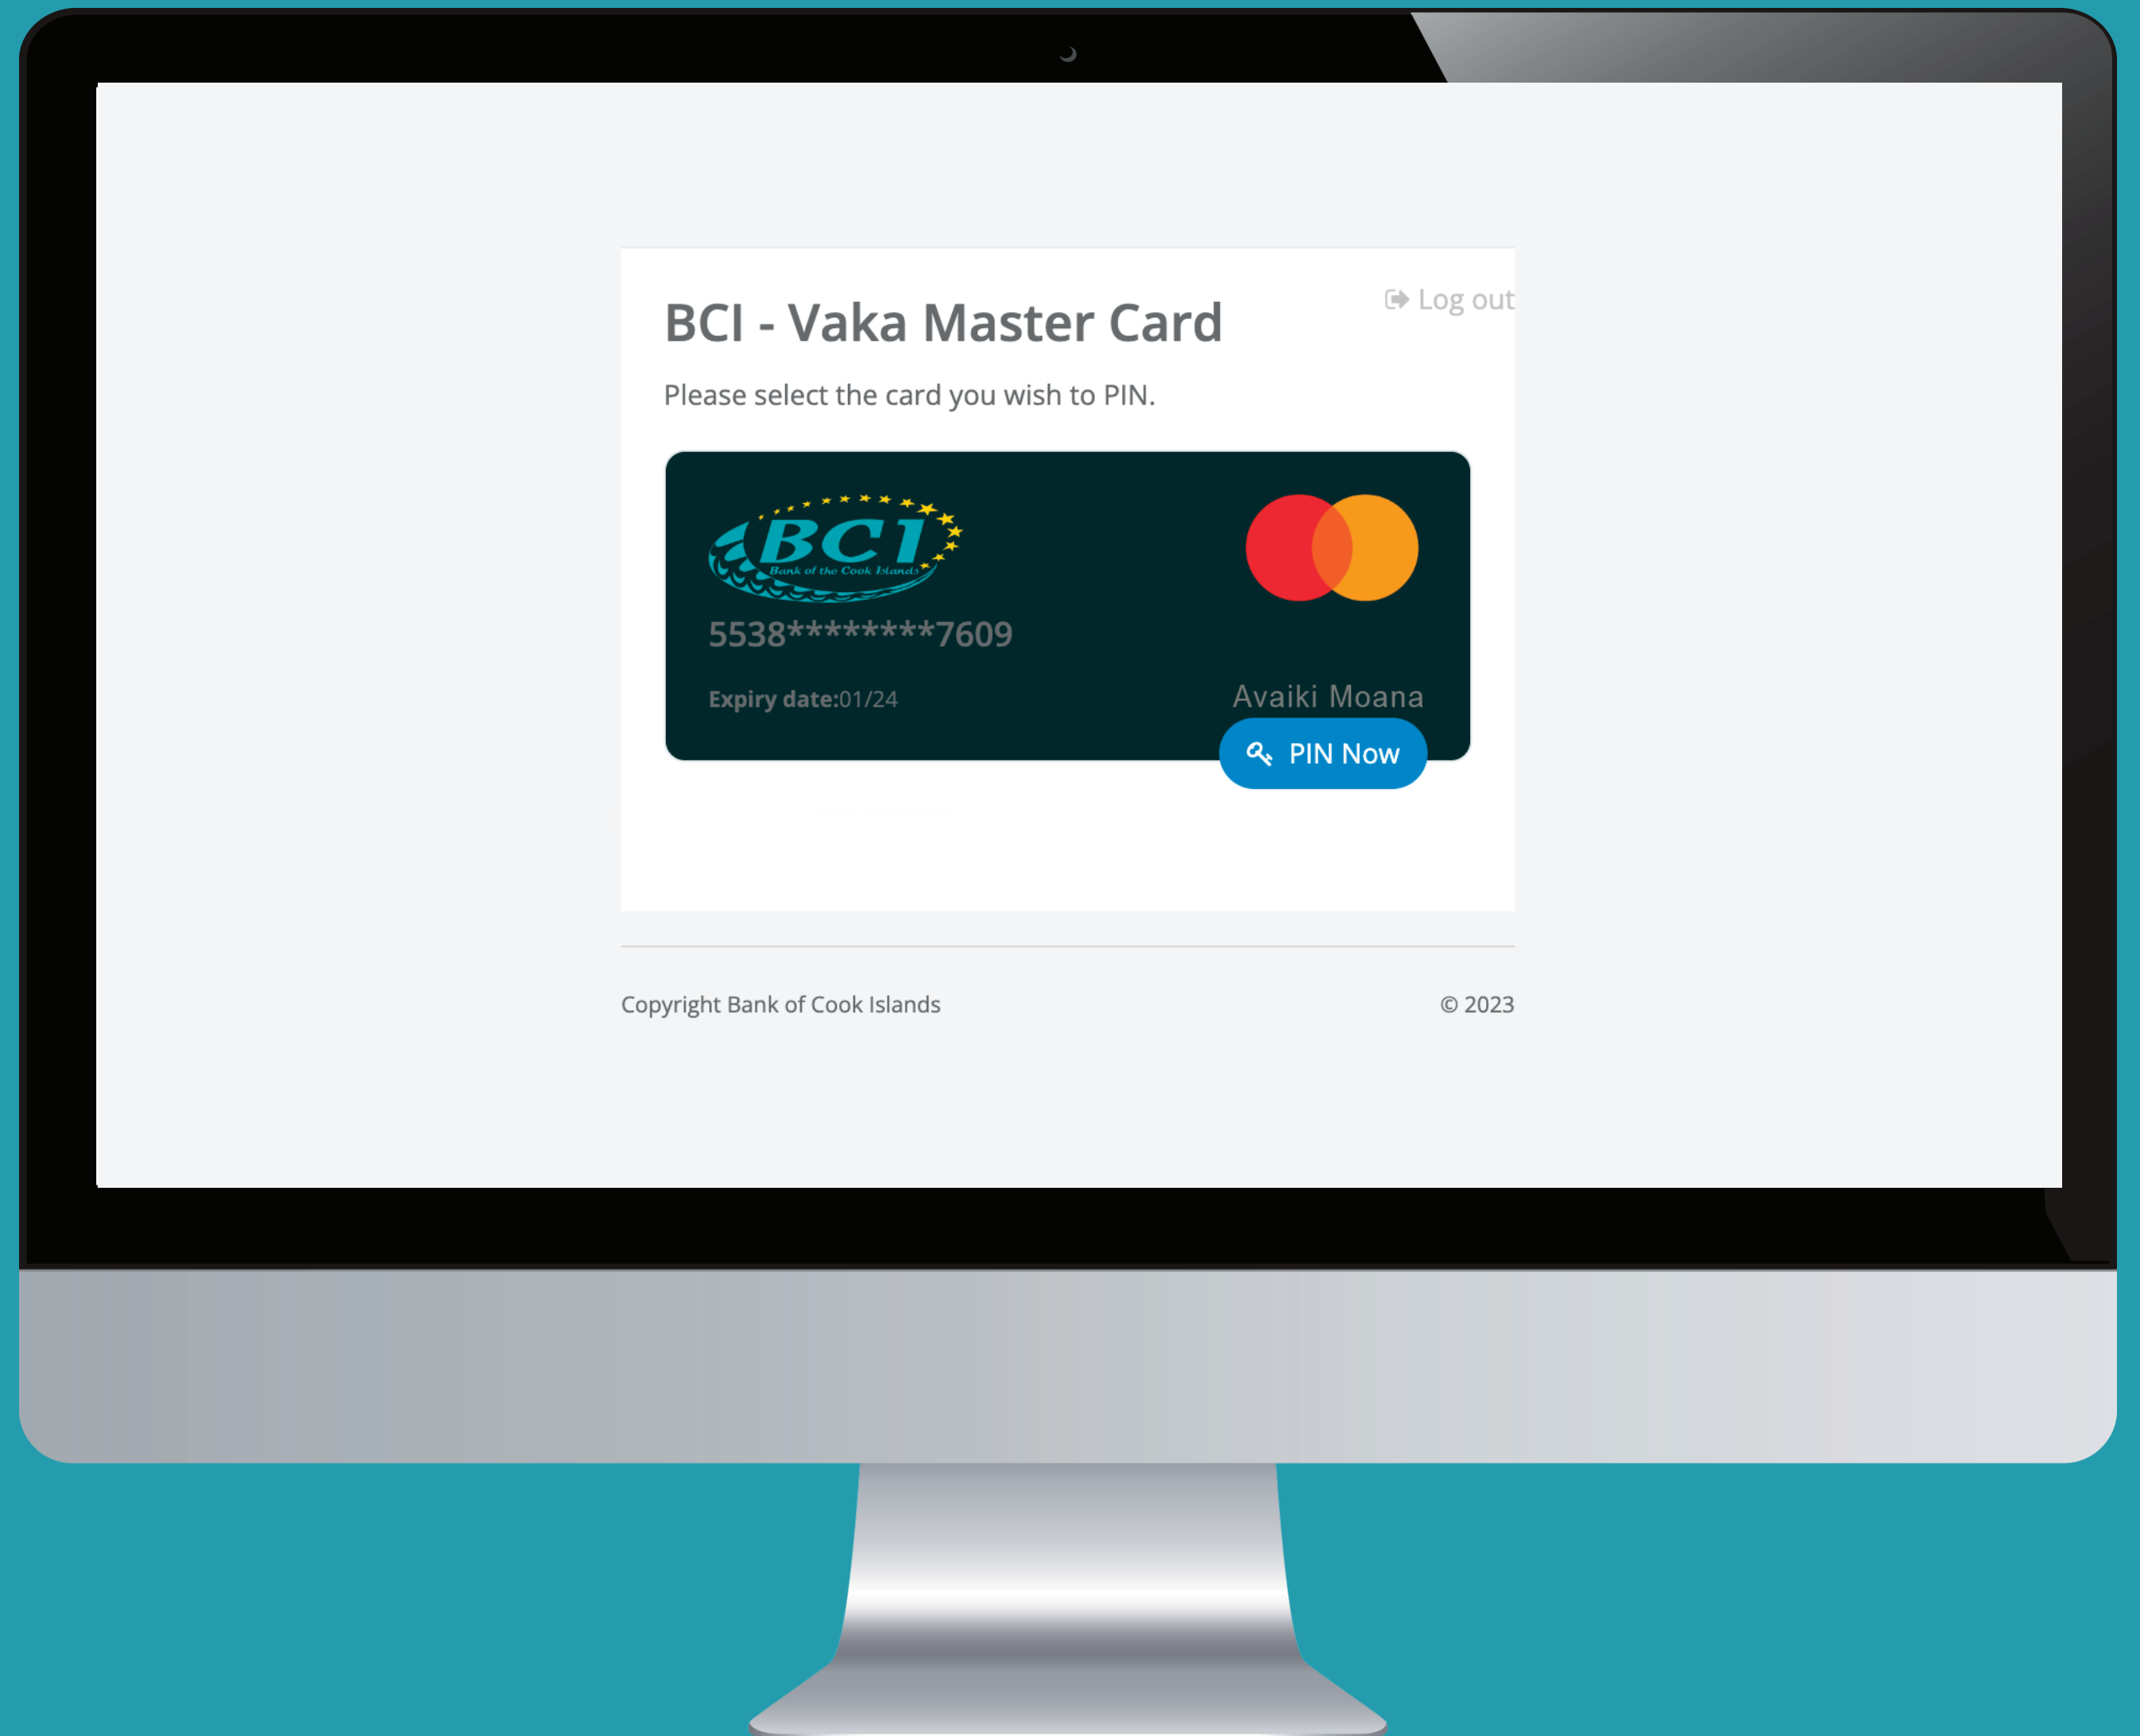 BCI - Vaka Master Card
Log out
Please select the card you wish to PIN.
BCI
Bank of the Cook Islands
5538********7609
Expiry date:01/24
Avaiki Moana
PIN Now
Copyright Bank of Cook Islands
© 2023